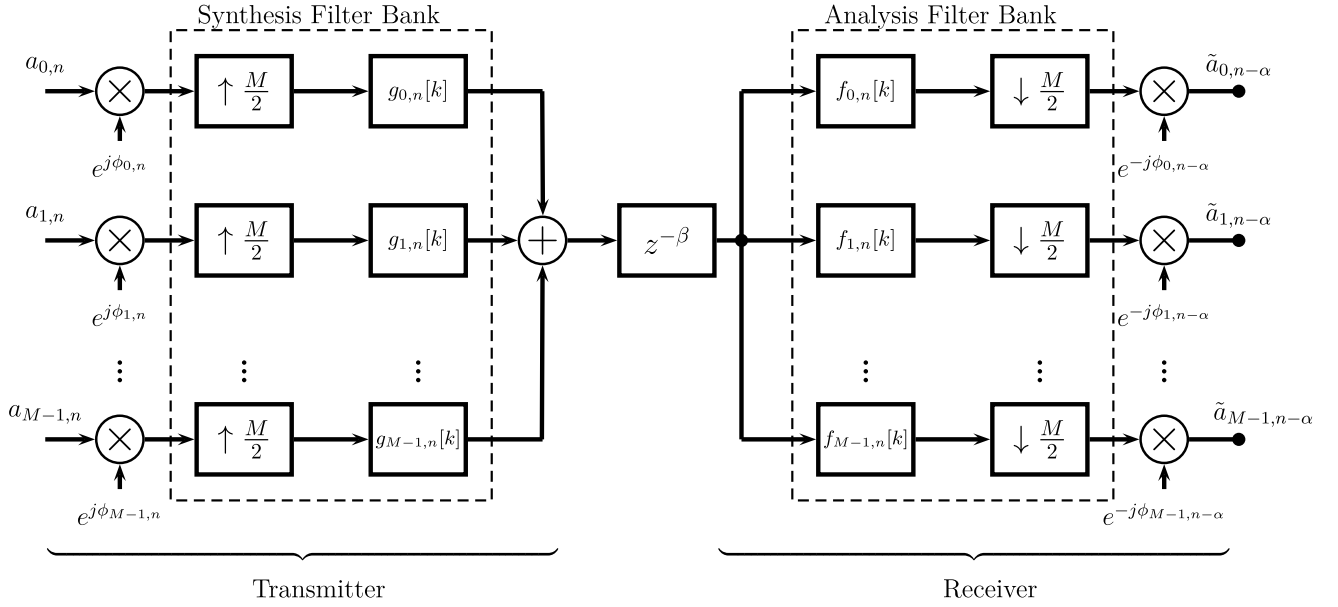 Synthesis Filter Bank
Analysis Filter Bank
a_{0,n}
↑ M/2
g_{0,n}[k]
f_{0,n}[k]
↓ M/2
ã_{0,n−α}
e^{jϕ_{0,n}}
e^{−jϕ_{0,n−α}}
a_{1,n}
↑ M/2
g_{1,n}[k]
z^{−β}
f_{1,n}[k]
↓ M/2
ã_{1,n−α}
e^{jϕ_{1,n}}
e^{−jϕ_{1,n−α}}
a_{M−1,n}
↑ M/2
g_{M−1,n}[k]
f_{M−1,n}[k]
↓ M/2
ã_{M−1,n−α}
e^{jϕ_{M−1,n}}
e^{−jϕ_{M−1,n−α}}
Transmitter
Receiver